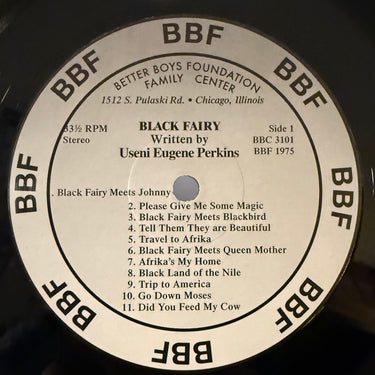 BBF
BBF
BBF
BBF
BBF
BBF
BBF
BBF
BETTER BOYS FOUNDATION
FAMILY CENTER
1512 S. Pulaski Rd. • Chicago, Illinois
33⅓ RPM BLACK FAIRY Side 1
Stereo Written by BBC 3101
Useni Eugene Perkins BBF 1975
. Black Fairy Meets Johnny
2. Please Give Me Some Magic
3. Black Fairy Meets Blackbird
4. Tell Them They are Beautiful
5. Travel to Afrika
6. Black Fairy Meets Queen Mother
7. Afrika's My Home
8. Black Land of the Nile
9. Trip to America
10. Go Down Moses
11. Did You Feed My Cow